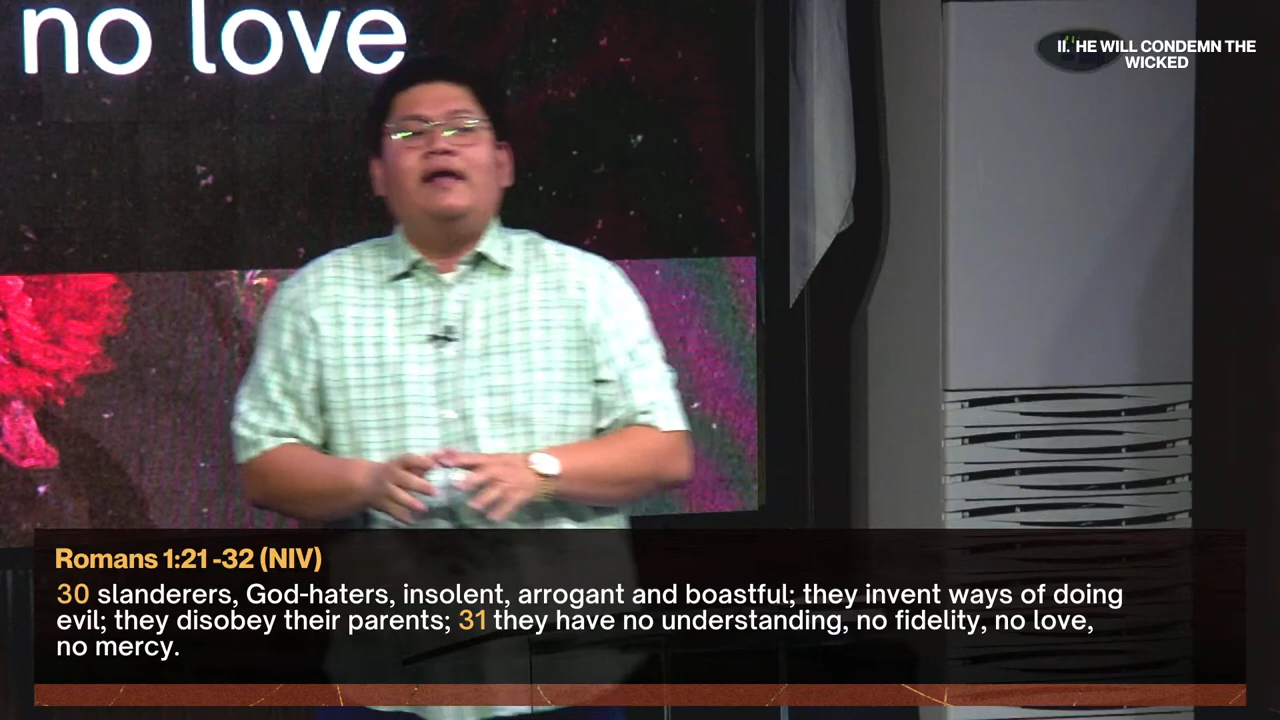 no love
II. HE WILL CONDEMN THE
WICKED
Romans 1:21 -32 (NIV)
30 slanderers, God-haters, insolent, arrogant and boastful; they invent ways of doing
evil; they disobey their parents; 31 they have no understanding, no fidelity, no love,
no mercy.